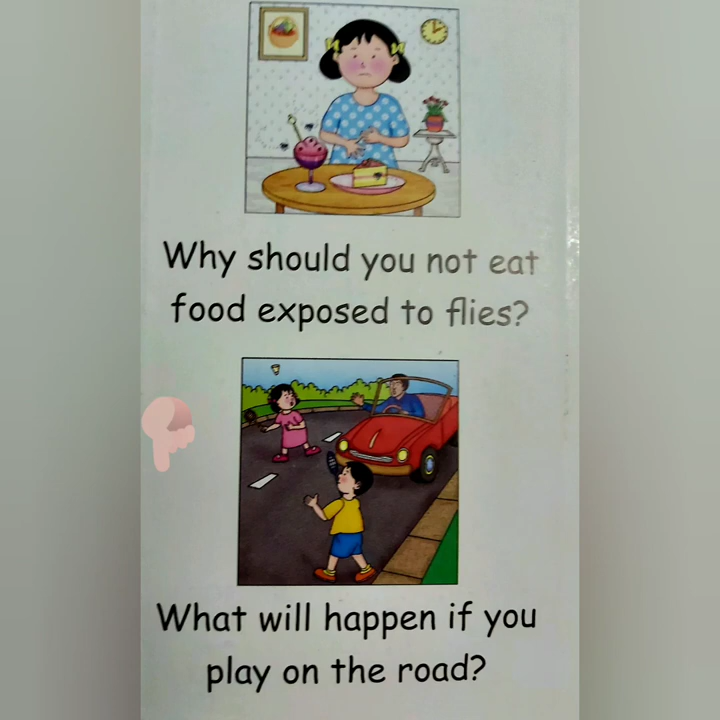 Why should you not eat
food exposed to flies?
What will happen if you
play on the road?